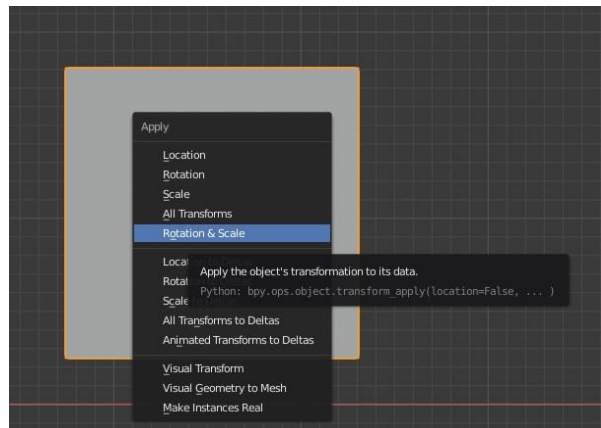 Apply
Location
Rotation
Scale
All Transforms
Rotation & Scale
Apply the object's transformation to its data.
Python: bpy.ops.object.transform_apply(location=False, ... )
All Transforms to Deltas
Animated Transforms to Deltas
Visual Transform
Visual Geometry to Mesh
Make Instances Real